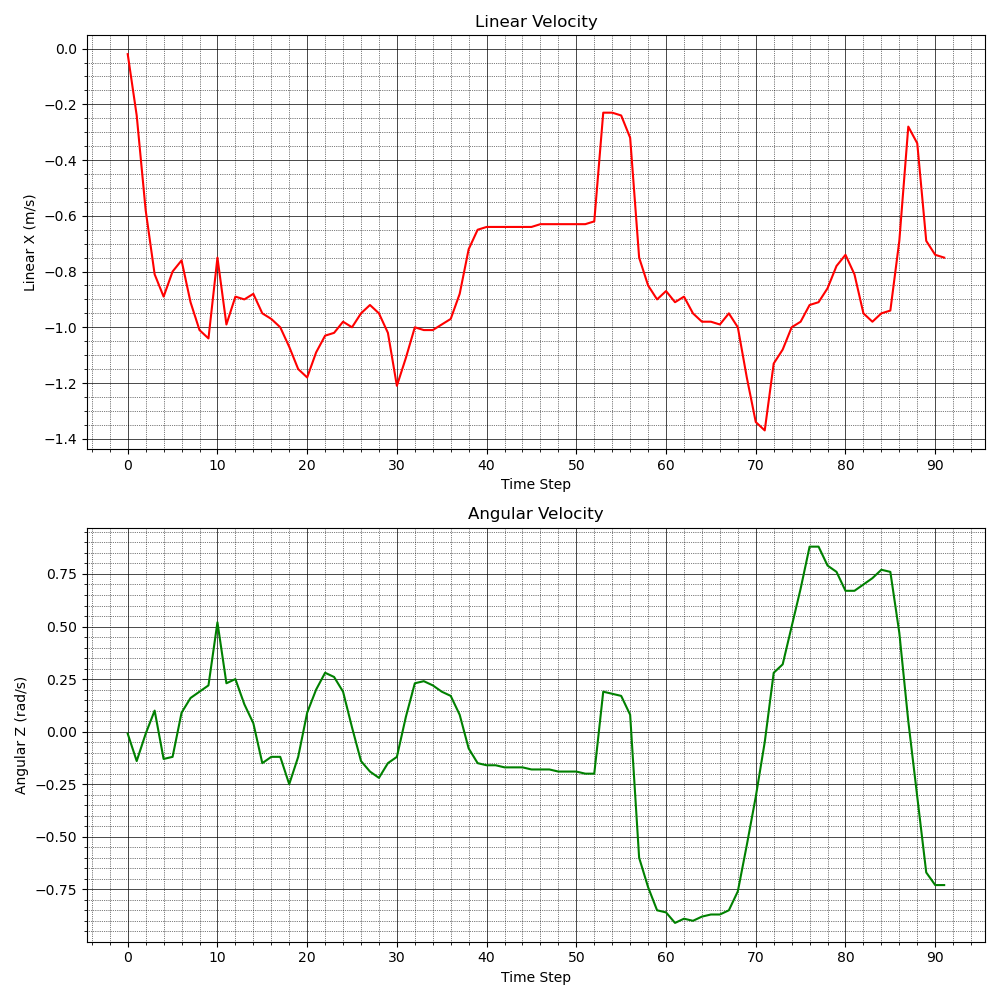 Linear Velocity
0.0
−0.2
−0.4
−0.6
−0.8
−1.0
−1.2
−1.4
Linear X (m/s)
0 10 20 30 40 50 60 70 80 90
Time Step
Angular Velocity
0.75
0.50
0.25
0.00
−0.25
−0.50
−0.75
Angular Z (rad/s)
0 10 20 30 40 50 60 70 80 90
Time Step